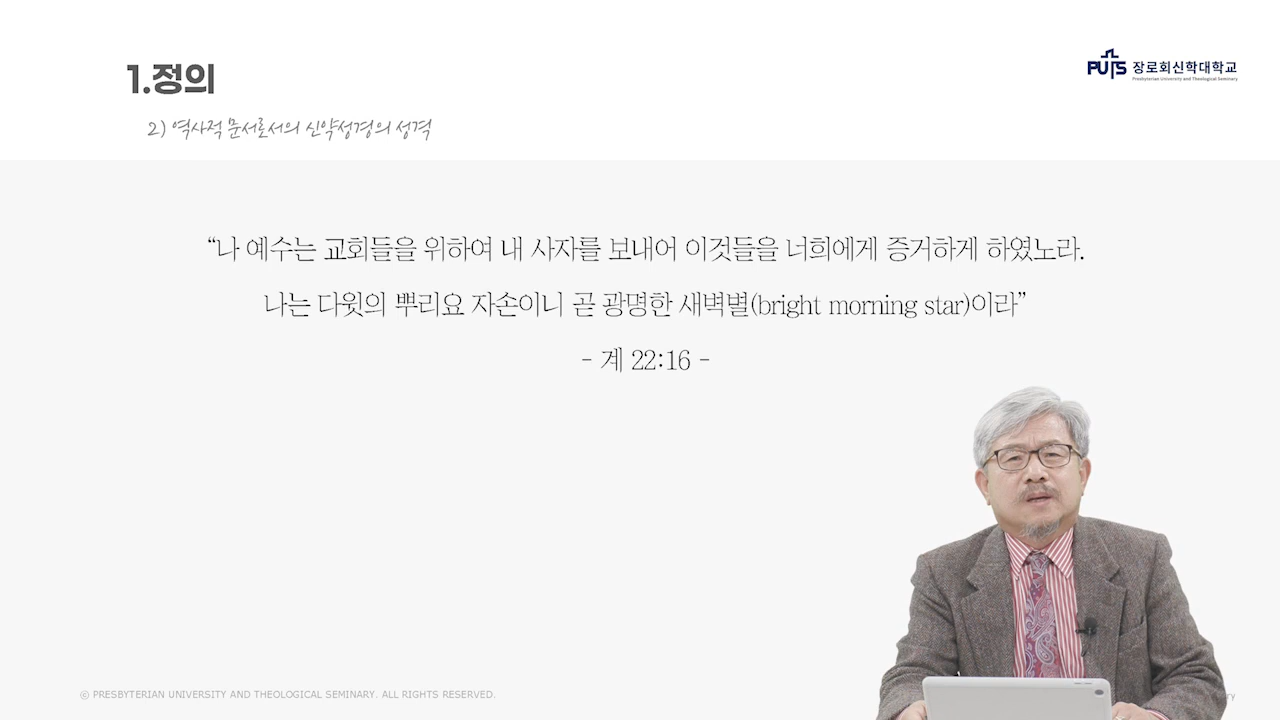 1.정의
2) 역사적 문서로서의 신약성경의 성격
PUTS 장로회신학대학교
Presbyterian University and Theological Seminary
“나 예수는 교회들을 위하여 내 사자를 보내어 이것들을 너희에게 증거하게 하였노라.
나는 다윗의 뿌리요 자손이니 곧 광명한 새벽별(bright morning star)이라”
- 계 22:16 -
© PRESBYTERIAN UNIVERSITY AND THEOLOGICAL SEMINARY. ALL RIGHTS RESERVED.